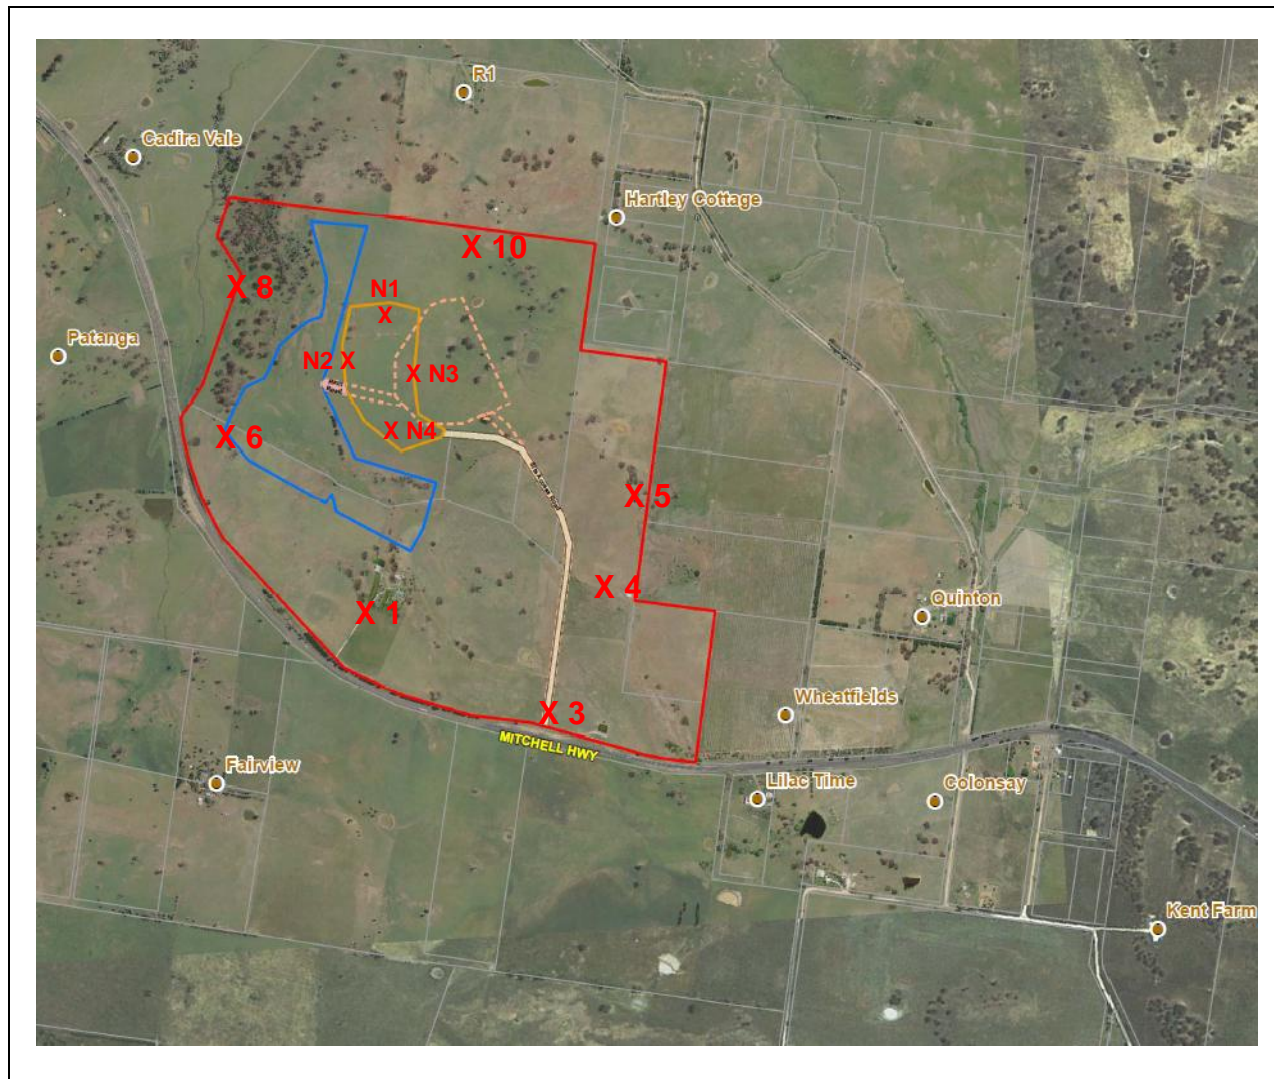 R1
Cadira Vale
Hartley Cottage
X 10
X 8
N1
X
Patanga
N2 X
X N3
X N4
X 6
X 5
X 4
X 1
Quinton
X 3
Wheatfields
MITCHELL HWY
Fairview
Lilac Time
Colonsay
Kent Farm